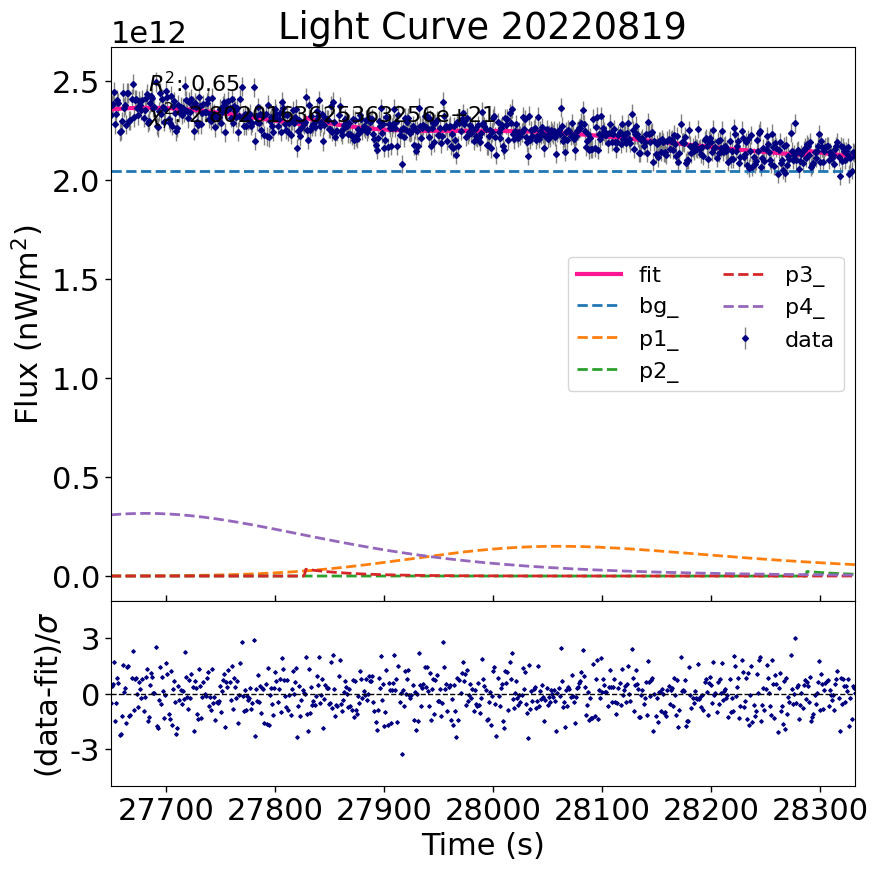 Light Curve 20220819
1e12
R²: 0.65
2.5
2.0
1.5
1.0
0.5
0.0
Flux (nW/m²)
fit
bg_
p1_
p2_
p3_
p4_
data
3
0
-3
(data-fit)/σ
27700 27800 27900 28000 28100 28200 28300
Time (s)